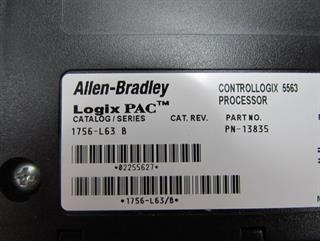 Allen-Bradley
CONTROLLOGIX 5563
PROCESSOR
Logix PAC™
CATALOG/SERIES CAT. REV. PART NO.
1756-L63 B PN-13835
*02255627*
*1756-L63/B*